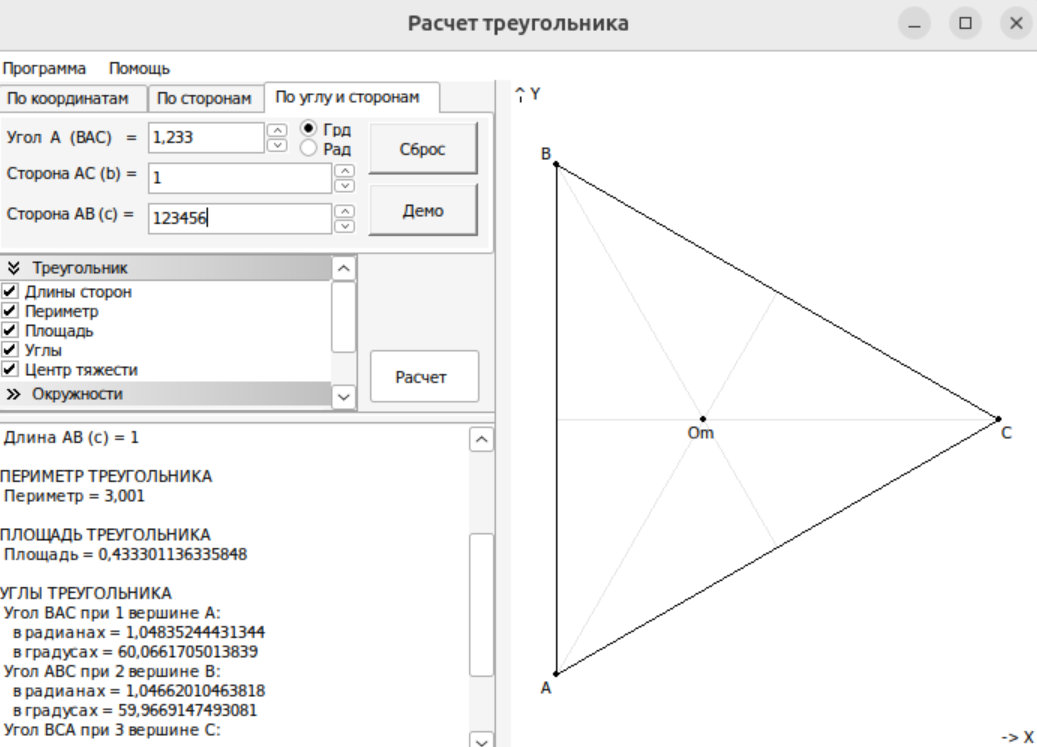 Расчет треугольника
Программа Помощь
По координатам По сторонам По углу и сторонам
Угол A (BAC) = 1,233 Грд
Рад
Сторона AC (b) = 1
Сторона AB (c) = 123456
Сброс
Демо
Треугольник
Длины сторон
Периметр
Площадь
Углы
Центр тяжести
Окружности
Расчет
Длина AB (c) = 1
ПЕРИМЕТР ТРЕУГОЛЬНИКА
Периметр = 3,001
ПЛОЩАДЬ ТРЕУГОЛЬНИКА
Площадь = 0,433301136335848
УГЛЫ ТРЕУГОЛЬНИКА
Угол BAC при 1 вершине A:
в радианах = 1,04835244431344
в градусах = 60,0661705013839
Угол ABC при 2 вершине B:
в радианах = 1,04662010463818
в градусах = 59,9669147493081
Угол BCA при 3 вершине C:
Y
B
Om
C
A
-> X